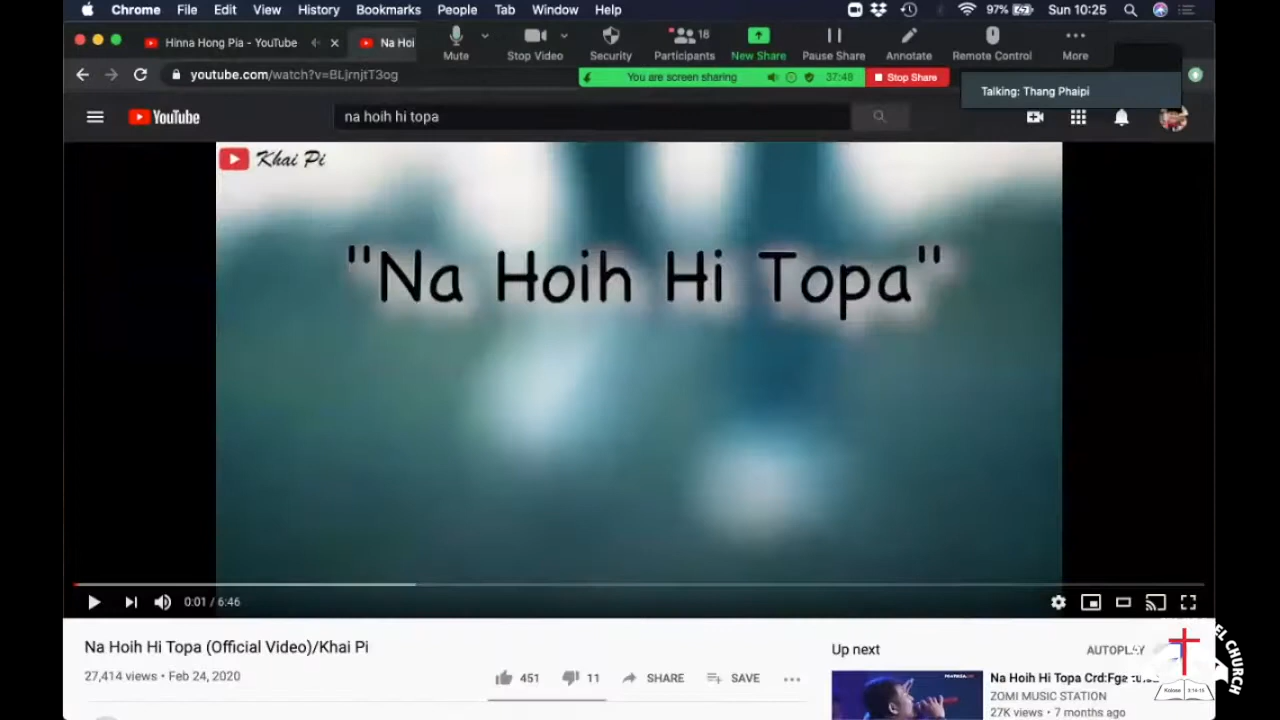 Chrome File Edit View History Bookmarks People Tab Window Help 97% Sun 10:25
Hinna Hong Pia - YouTube Na Hoi
Mute Stop Video Security Participants 18 New Share Pause Share Annotate Remote Control More
youtube.com/watch?v=BLjrnjtT3og
You are screen sharing 37:48 Stop Share
Talking: Thang Phaipi
YouTube na hoih hi topa
Khai Pi
"Na Hoih Hi Topa"
0:01 / 6:46
Na Hoih Hi Topa (Official Video)/Khai Pi
27,414 views • Feb 24, 2020
451 11 SHARE SAVE
Up next AUTOPLAY
Na Hoih Hi Topa Crd:Fge
ZOMI MUSIC STATION
27K views • 7 months ago
CHURCH